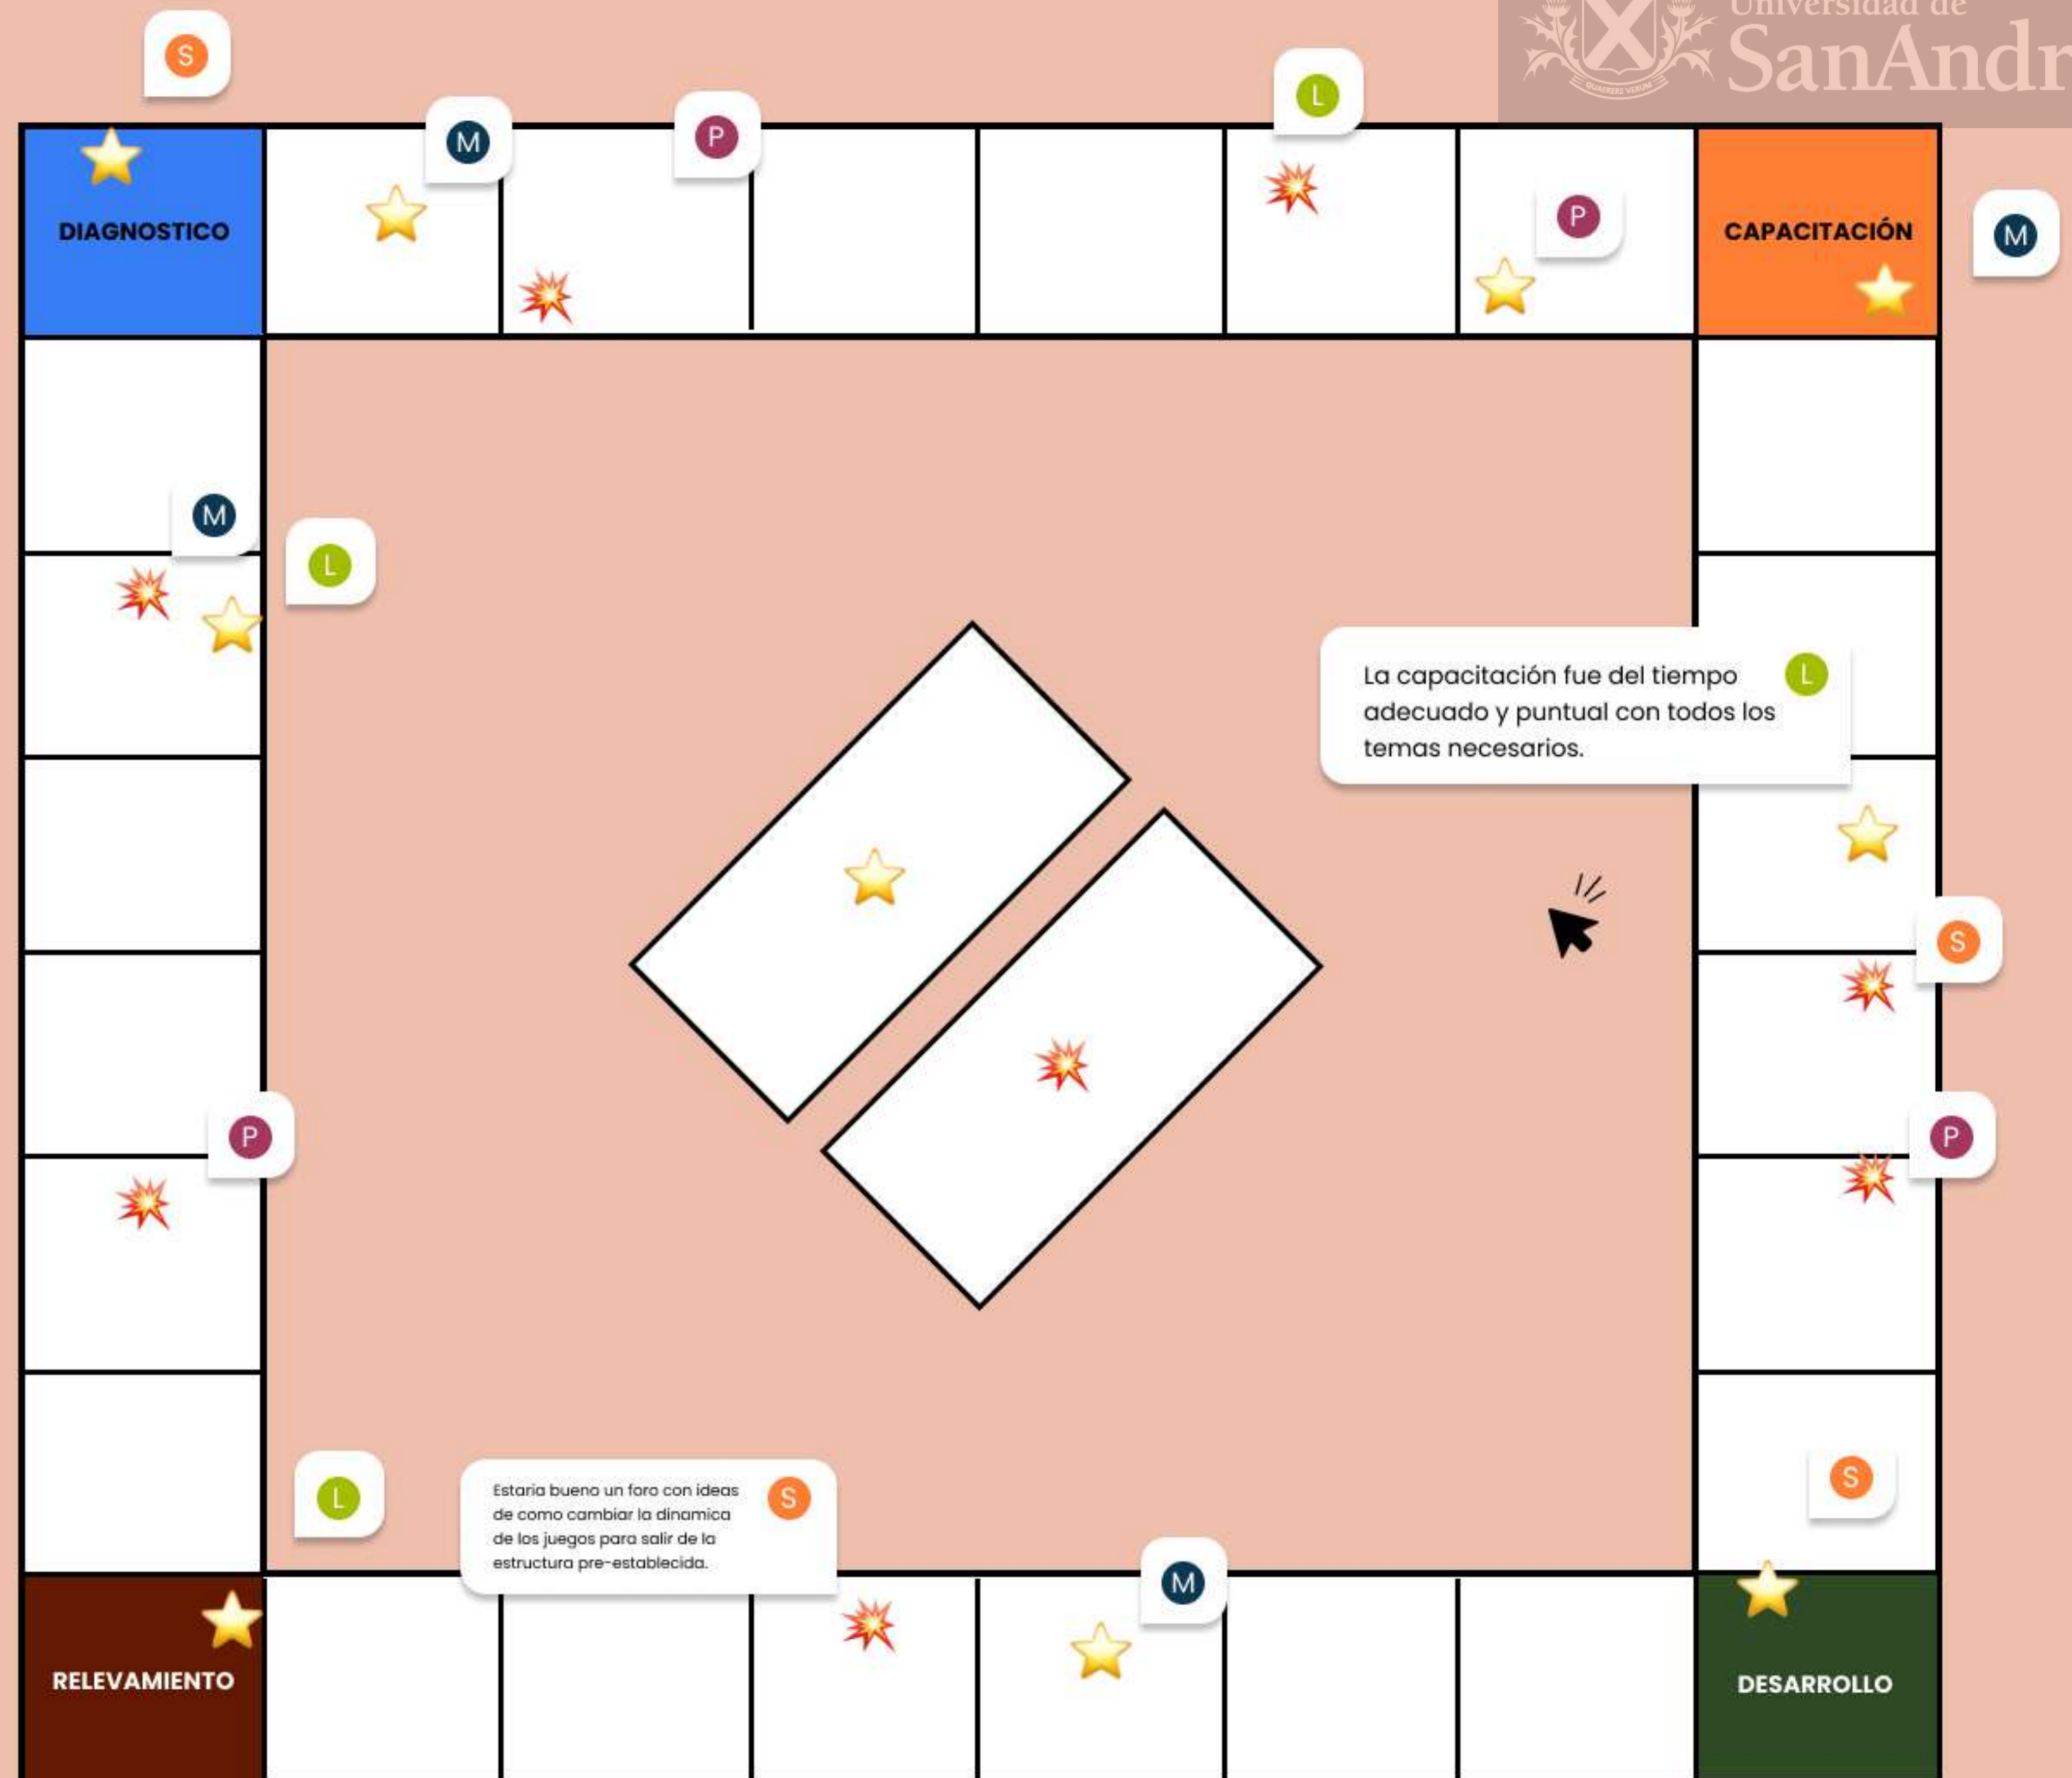 Universidad de
SanAndr
QUAERERE VERUM
S
L
M
P
DIAGNOSTICO
P
CAPACITACIÓN
M
M
L
La capacitación fue del tiempo
adecuado y puntual con todos los
temas necesarios.
L
S
P
P
S
L
Estaria bueno un foro con ideas
de como cambiar la dinamica
de los juegos para salir de la
estructura pre-establecida.
S
M
RELEVAMIENTO
DESARROLLO